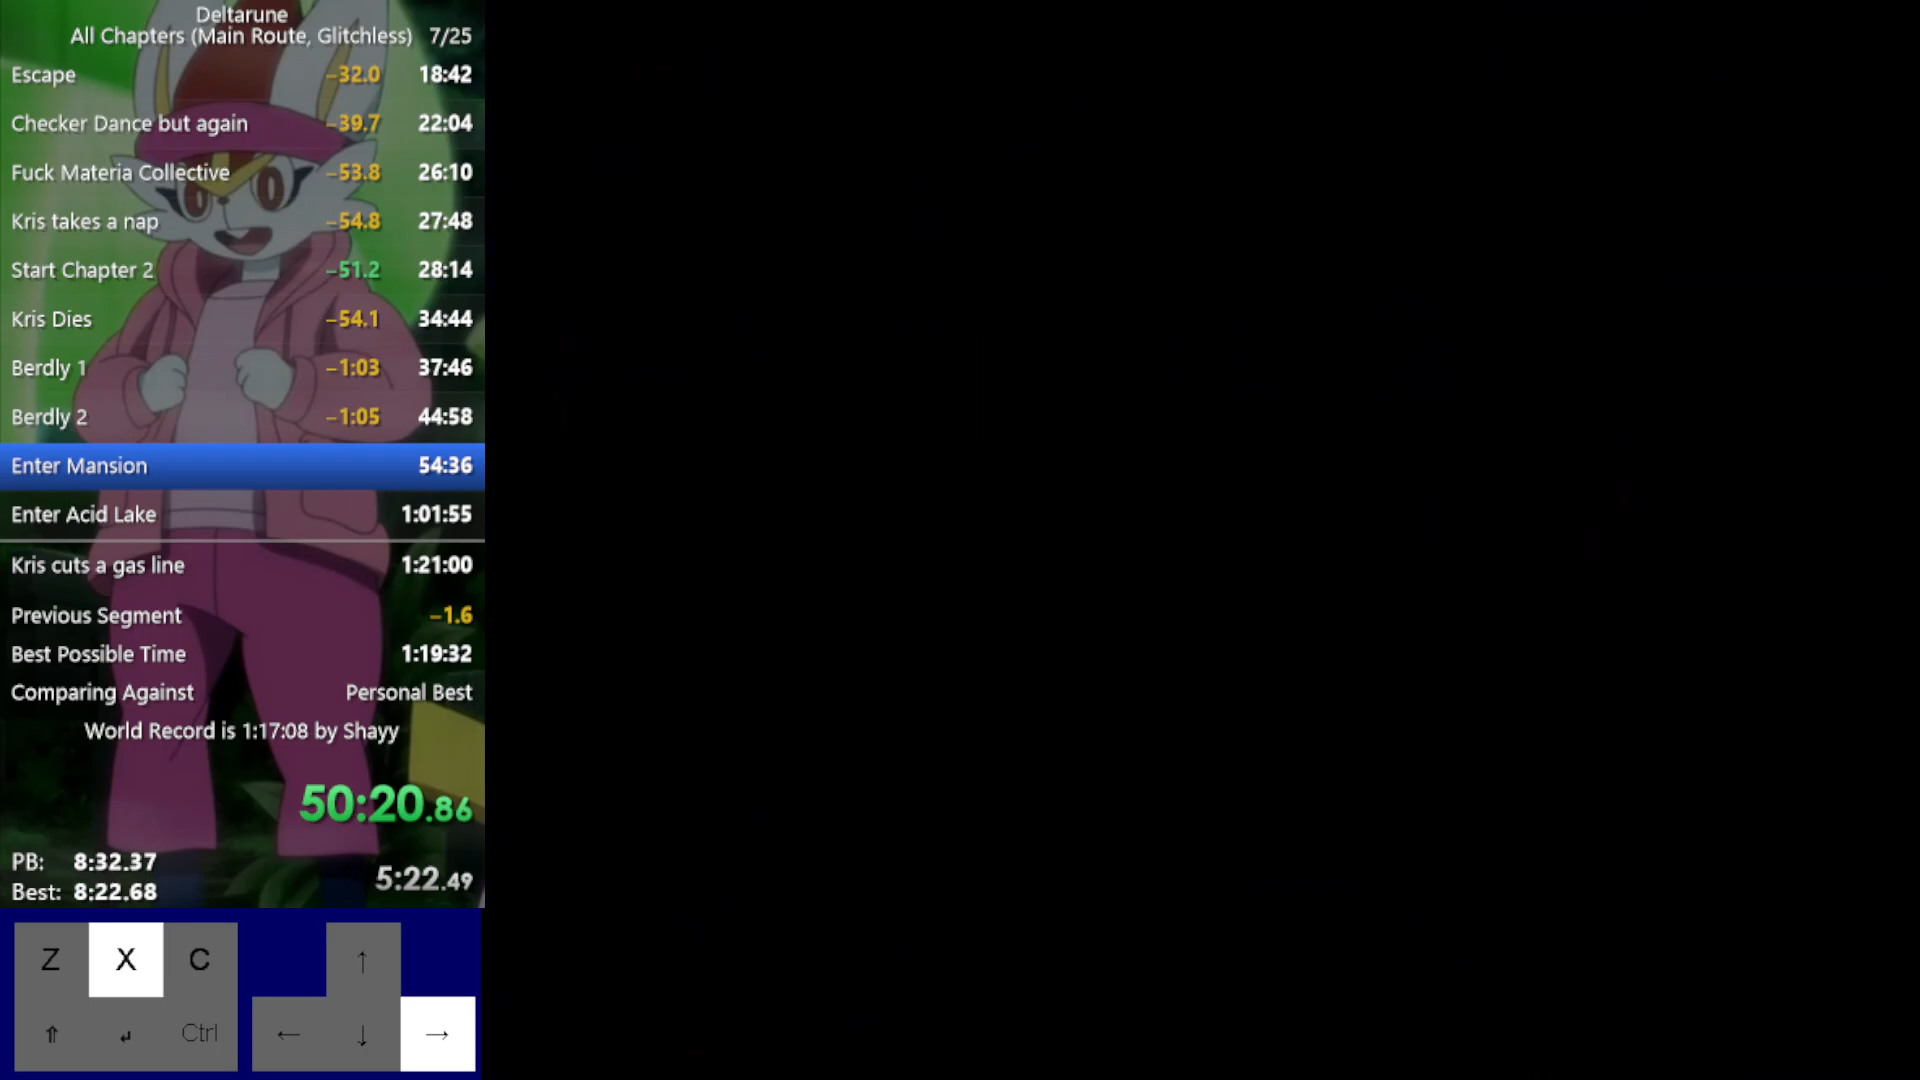 Deltarune
All Chapters (Main Route, Glitchless) 7/25
Escape −32.0 18:42
Checker Dance but again −39.7 22:04
Fuck Materia Collective −53.8 26:10
Kris takes a nap −54.8 27:48
Start Chapter 2 −51.2 28:14
Kris Dies −54.1 34:44
Berdly 1 −1:03 37:46
Berdly 2 −1:05 44:58
Enter Mansion 54:36
Enter Acid Lake 1:01:55
Kris cuts a gas line 1:21:00
Previous Segment −1.6
Best Possible Time 1:19:32
Comparing Against Personal Best
World Record is 1:17:08 by Shayy
50:20.86
PB: 8:32.37
5:22.49
Best: 8:22.68
Z X C ↑
⇑ ↵ Ctrl ← ↓ →